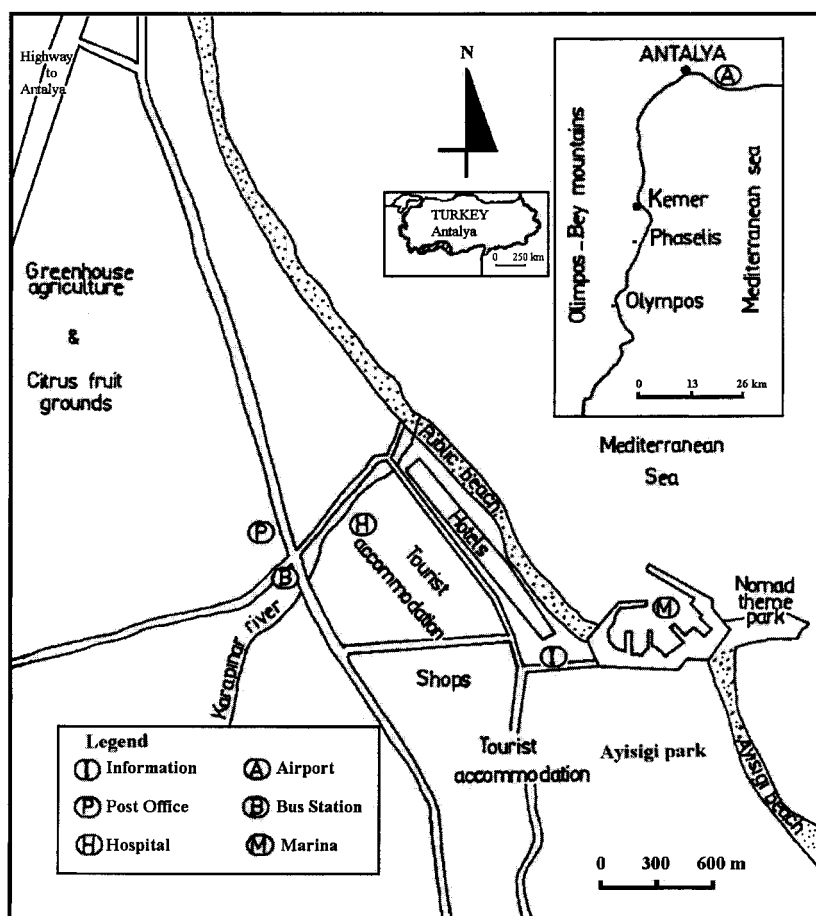 Highway
to
Antalya
N
ANTALYA
A
Olimpos-Bey mountains
Mediterranean sea
Kemer
Phaselis
Olympos
0 13 26 km
TURKEY
Antalya
0 250 km
Greenhouse
agriculture
&
Citrus fruit
grounds
Mediterranean
Sea
Public beach
Hotels
P
H
B
Tourist
accommodation
Karapinar river
M
Nomad
theme
park
I
Shops
Tourist
accommodation
Ayisigi park
Ayisigi beach
Legend
I Information
A Airport
P Post Office
B Bus Station
H Hospital
M Marina
0 300 600 m